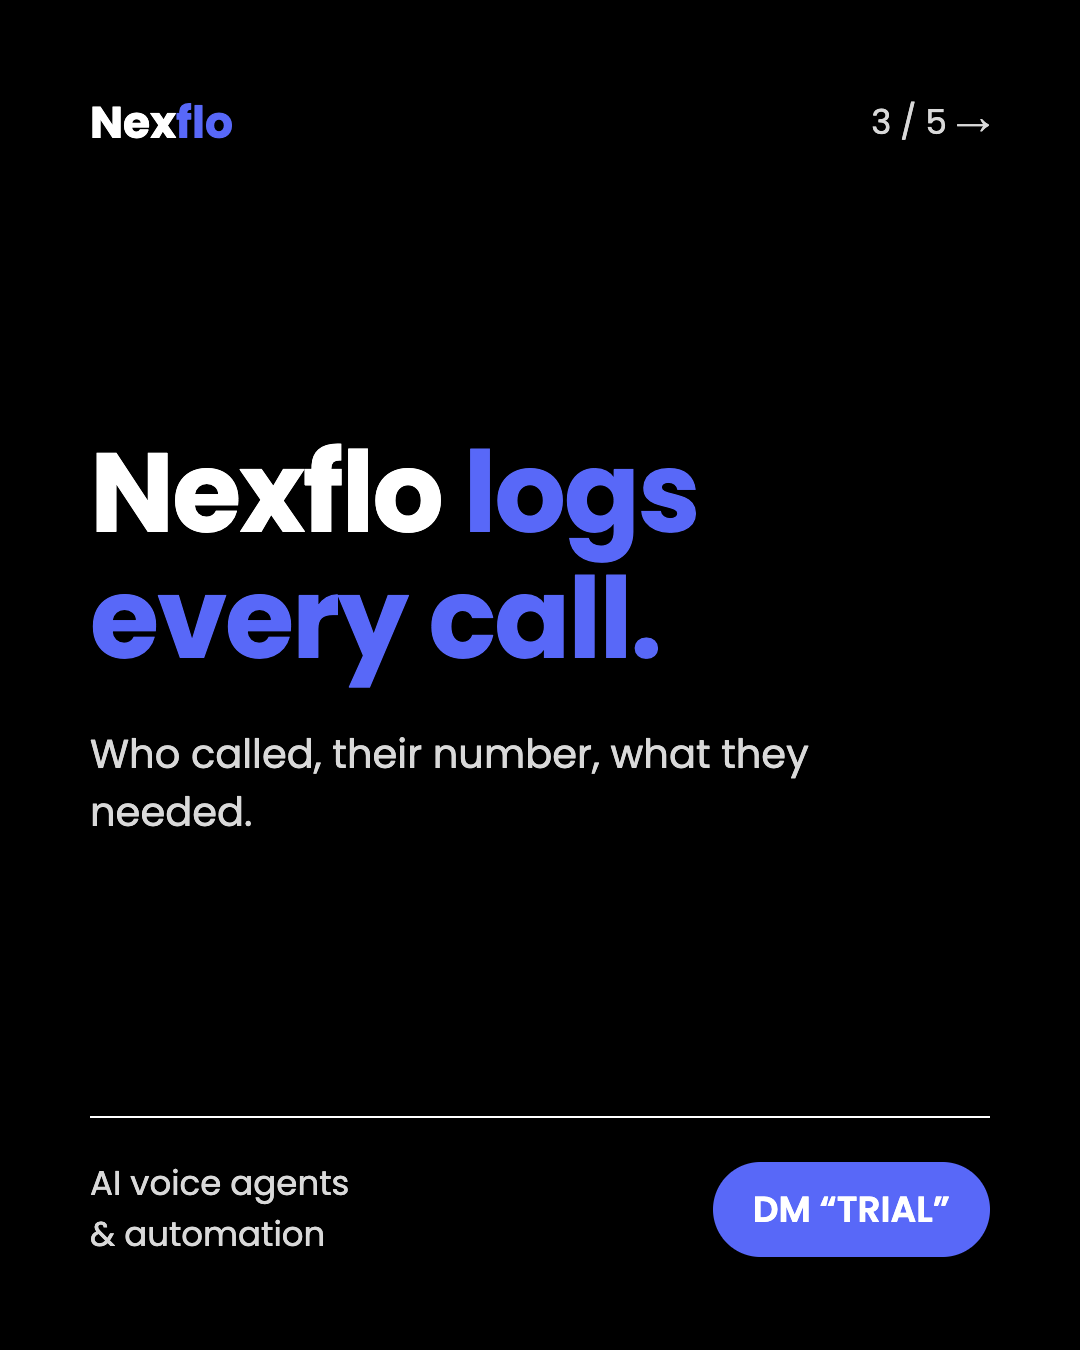 Nexflo
3 / 5 →
Nexflo logs
every call.
Who called, their number, what they
needed.
AI voice agents
& automation
DM “TRIAL”